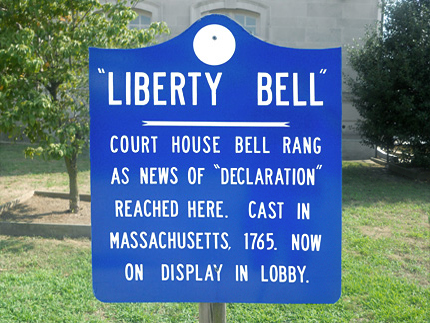 "LIBERTY BELL"
COURT HOUSE BELL RANG
AS NEWS OF "DECLARATION"
REACHED HERE. CAST IN
MASSACHUSETTS, 1765. NOW
ON DISPLAY IN LOBBY.